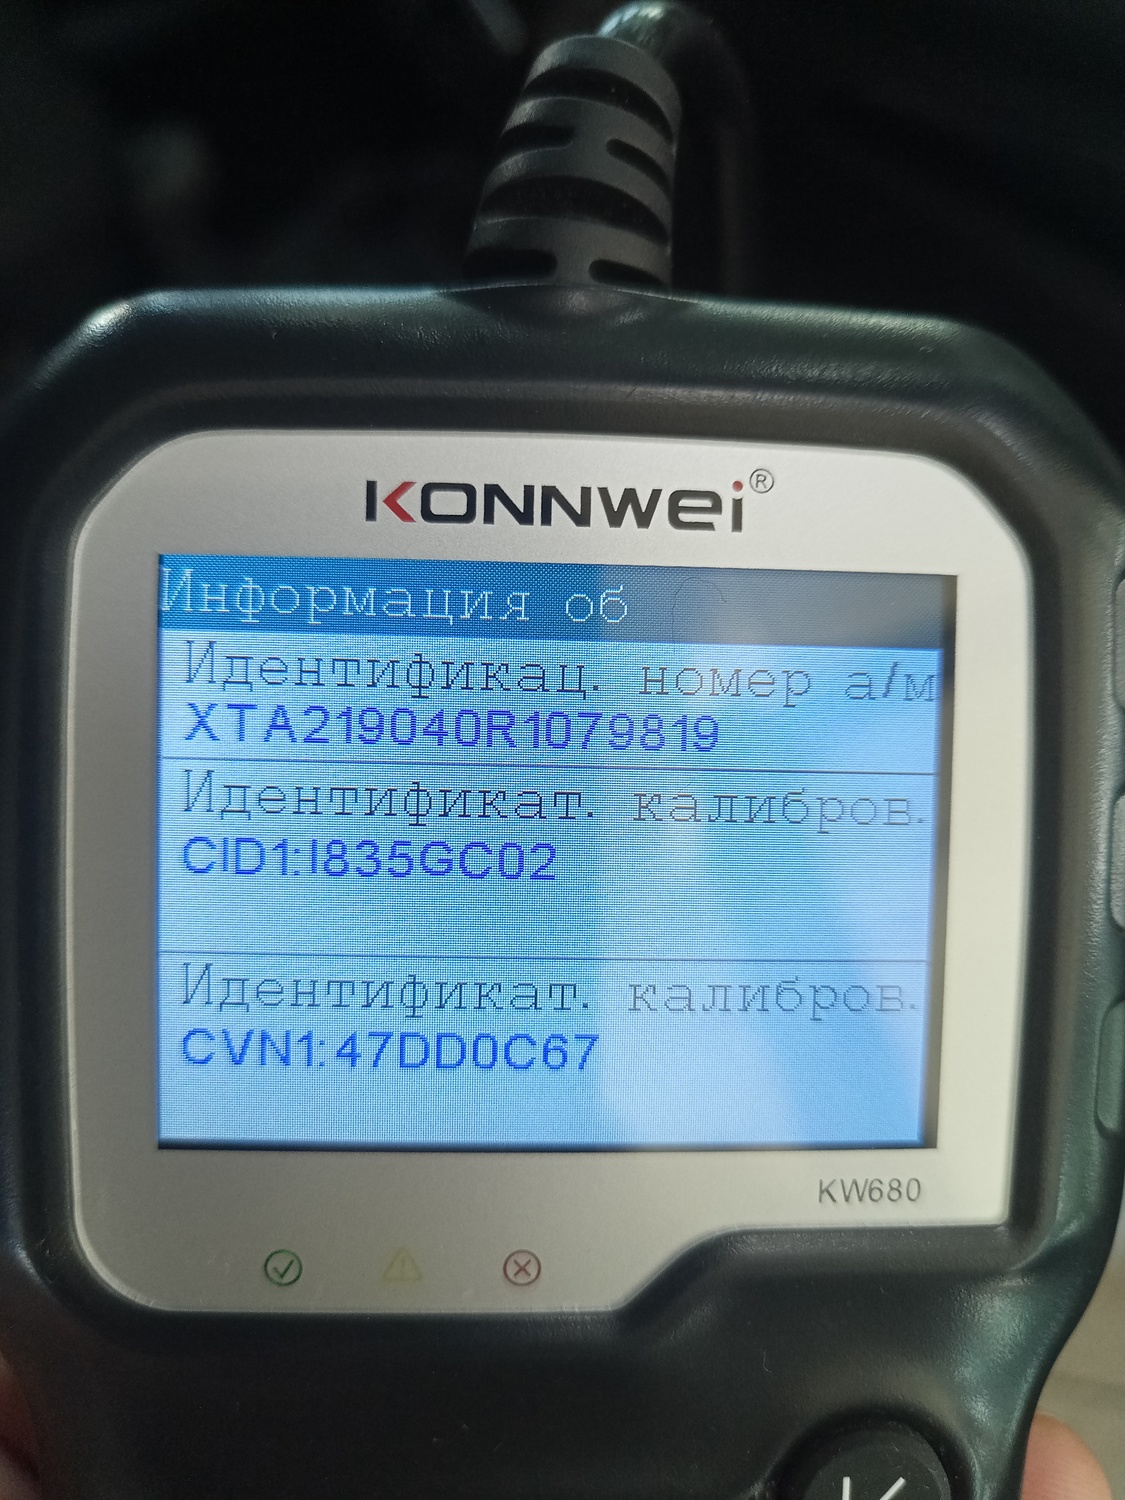 KONNWEI®
Информация об
Идентификац. номер а/м
XTA219040R1079819
Идентификат. калибров.
CID1:I835GC02
Идентификат. калибров.
CVN1:47DD0C67
KW680